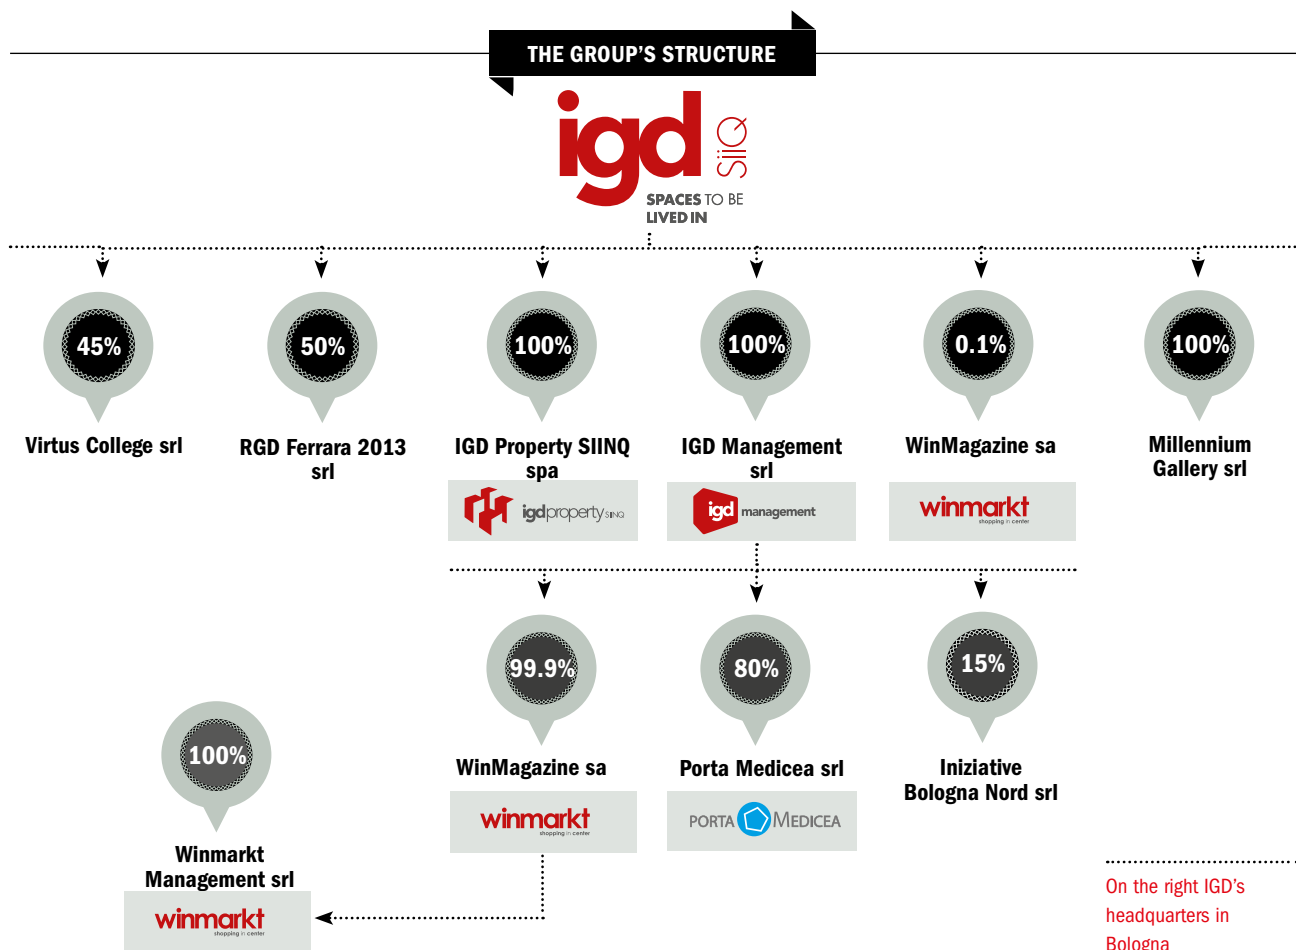 THE GROUP'S STRUCTURE
igd SIIQ
SPACES TO BE
LIVED IN
45%
50%
100%
100%
0.1%
100%
Virtus College srl
RGD Ferrara 2013
srl
IGD Property SIINQ
spa
IGD Management
srl
WinMagazine sa
Millennium
Gallery srl
igdproperty SIINQ
igd management
winmarkt
shopping in center
99.9%
80%
15%
100%
WinMagazine sa
Porta Medicea srl
Iniziative
Bologna Nord srl
winmarkt
shopping in center
PORTA MEDICEA
Winmarkt
Management srl
winmarkt
shopping in center
On the right IGD's
headquarters in
Bologna